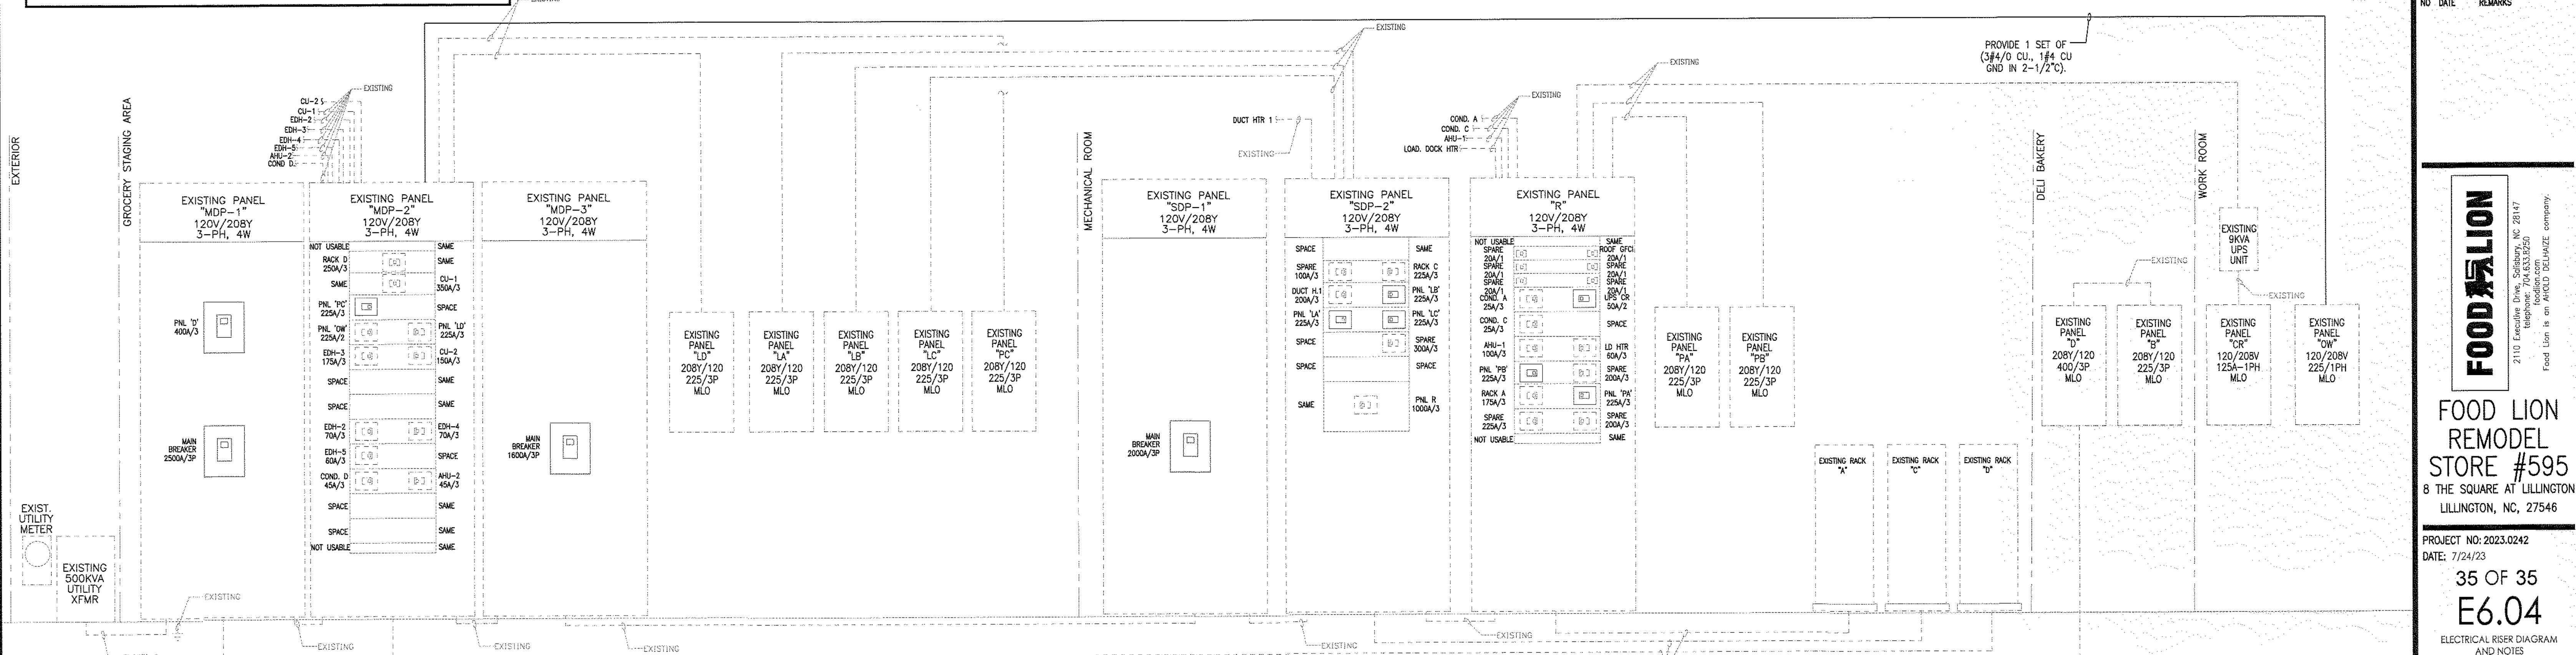 EXISTING
NO DATE REMARKS
EXISTING
PROVIDE 1 SET OF
(3#4/0 CU., 1#4 CU
GND IN 2-1/2"C).
EXISTING
EXTERIOR
GROCERY STAGING AREA
CU-2
CU-1
EDH-2
EDH-3
EDH-4
EDH-5
AHU-2
COND D.
EXISTING
MECHANICAL ROOM
DUCT HTR 1
EXISTING
COND. A
COND. C
AHU-1
LOAD. DOCK HTR
EXISTING
DELI BAKERY
WORK ROOM
EXISTING PANEL
"MDP-1"
120V/208Y
3-PH, 4W
PNL 'D'
400A/3
MAIN
BREAKER
2500A/3P
EXISTING PANEL
"MDP-2"
120V/208Y
3-PH, 4W
NOT USABLE SAME
RACK D
250A/3 SAME
SAME CU-1
350A/3
PNL 'PC'
225A/3 SPACE
PNL 'OW'
225A/2
PNL 'LD'
225A/3
EDH-3
175A/3
CU-2
150A/3
SPACE SAME
SPACE SAME
EDH-2
70A/3
EDH-4
70A/3
EDH-5
60A/3 SPACE
COND. D
45A/3
AHU-2
45A/3
SPACE SAME
SPACE SAME
NOT USABLE SAME
EXISTING PANEL
"MDP-3"
120V/208Y
3-PH, 4W
MAIN
BREAKER
1600A/3P
EXISTING
PANEL
"LD"
208Y/120
225/3P
MLO
EXISTING
PANEL
"LA"
208Y/120
225/3P
MLO
EXISTING
PANEL
"LB"
208Y/120
225/3P
MLO
EXISTING
PANEL
"LC"
208Y/120
225/3P
MLO
EXISTING
PANEL
"PC"
208Y/120
225/3P
MLO
EXISTING PANEL
"SDP-1"
120V/208Y
3-PH, 4W
MAIN
BREAKER
2000A/3P
EXISTING PANEL
"SDP-2"
120V/208Y
3-PH, 4W
SPACE SAME
SPARE
100A/3
RACK C
225A/3
DUCT H.1
200A/3
PNL 'LB'
225A/3
PNL 'LA'
225A/3
PNL 'LC'
225A/3
SPACE SPARE
300A/3
SPACE SPACE
SAME PNL R
1000A/3
EXISTING PANEL
"R"
120V/208Y
3-PH, 4W
NOT USABLE SAME
SPARE
20A/1
ROOF GFCI
20A/1
SPARE
20A/1
SPARE
20A/1
SPARE
20A/1
SPARE
20A/1
COND. A
25A/3
UPS CR
50A/2
COND. C
25A/3 SPACE
AHU-1
100A/3
LD HTR
60A/3
PNL 'PB'
225A/3
SPARE
200A/3
RACK A
175A/3
PNL 'PA'
225A/3
SPARE
225A/3
SPARE
200A/3
NOT USABLE SAME
EXISTING
PANEL
"PA"
208Y/120
225/3P
MLO
EXISTING
PANEL
"PB"
208Y/120
225/3P
MLO
EXISTING RACK
"A"
EXISTING RACK
"C"
EXISTING RACK
"D"
EXISTING
EXISTING
PANEL
"D"
208Y/120
400/3P
MLO
EXISTING
PANEL
"B"
208Y/120
225/3P
MLO
EXISTING
9KVA
UPS
UNIT
EXISTING
EXISTING
PANEL
"CR"
120/208V
125A-1PH
MLO
EXISTING
PANEL
"OW"
120/208V
225/1PH
MLO
EXIST.
UTILITY
METER
EXISTING
500KVA
UTILITY
XFMR
EXISTING
EXISTING
EXISTING
EXISTING
EXISTING
EXISTING
FOOD LION
2110 Executive Drive, Salisbury, NC 28147
telephone: 704.633.8250
foodlion.com
Food Lion is an AHOLD DELHAIZE company.
FOOD LION
REMODEL
STORE #595
8 THE SQUARE AT LILLINGTON
LILLINGTON, NC, 27546
PROJECT NO: 2023.0242
DATE: 7/24/23
35 OF 35
E6.04
ELECTRICAL RISER DIAGRAM
AND NOTES